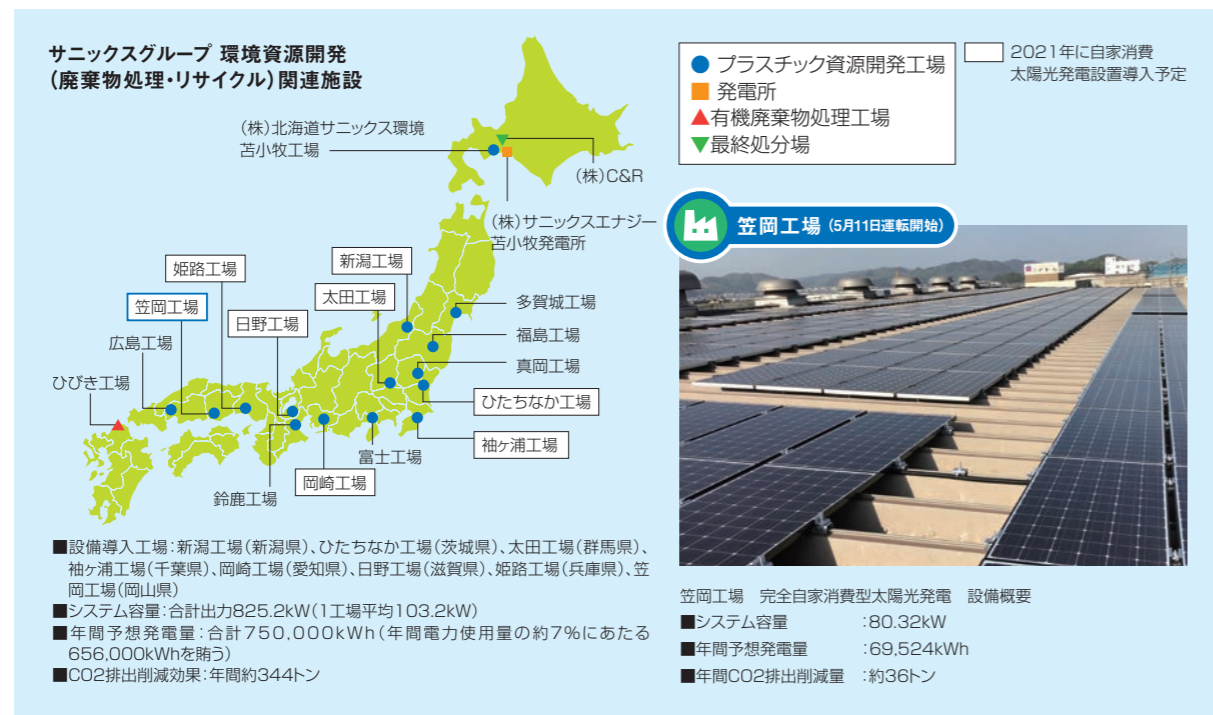 サニックスグループ 環境資源開発
（廃棄物処理・リサイクル）関連施設
プラスチック資源開発工場
発電所
有機廃棄物処理工場
最終処分場
2021年に自家消費
太陽光発電設置導入予定
（株）北海道サニックス環境
苫小牧工場
（株）C&R
（株）サニックスエナジー
苫小牧発電所
新潟工場
姫路工場
太田工場
笠岡工場
日野工場
多賀城工場
福島工場
広島工場
真岡工場
ひびき工場
ひたちなか工場
袖ヶ浦工場
富士工場
岡崎工場
鈴鹿工場
笠岡工場（5月11日運転開始）
■設備導入工場：新潟工場（新潟県）、ひたちなか工場（茨城県）、太田工場（群馬県）、
袖ヶ浦工場（千葉県）、岡崎工場（愛知県）、日野工場（滋賀県）、姫路工場（兵庫県）、笠
岡工場（岡山県）
■システム容量：合計出力825.2kW（1工場平均103.2kW）
■年間予想発電量：合計750,000kWh（年間電力使用量の約7％にあたる
656,000kWhを賄う）
■CO2排出削減効果：年間約344トン
笠岡工場　完全自家消費型太陽光発電　設備概要
■システム容量　：80.32kW
■年間予想発電量　：69,524kWh
■年間CO2排出削減量　：約36トン